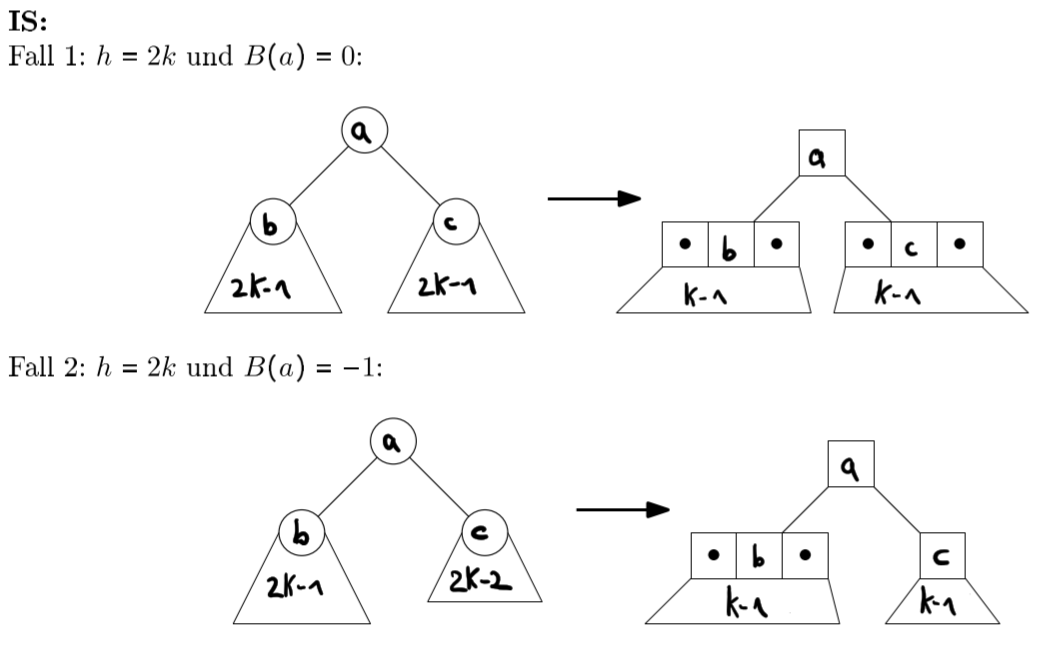 IS:
Fall 1: h = 2k und B(a) = 0:
a
a
b
c
b
c
2k-1
2k-1
k-1
k-1
Fall 2: h = 2k und B(a) = −1:
a
a
b
c
b
c
2k-1
2k-2
k-1
k-1